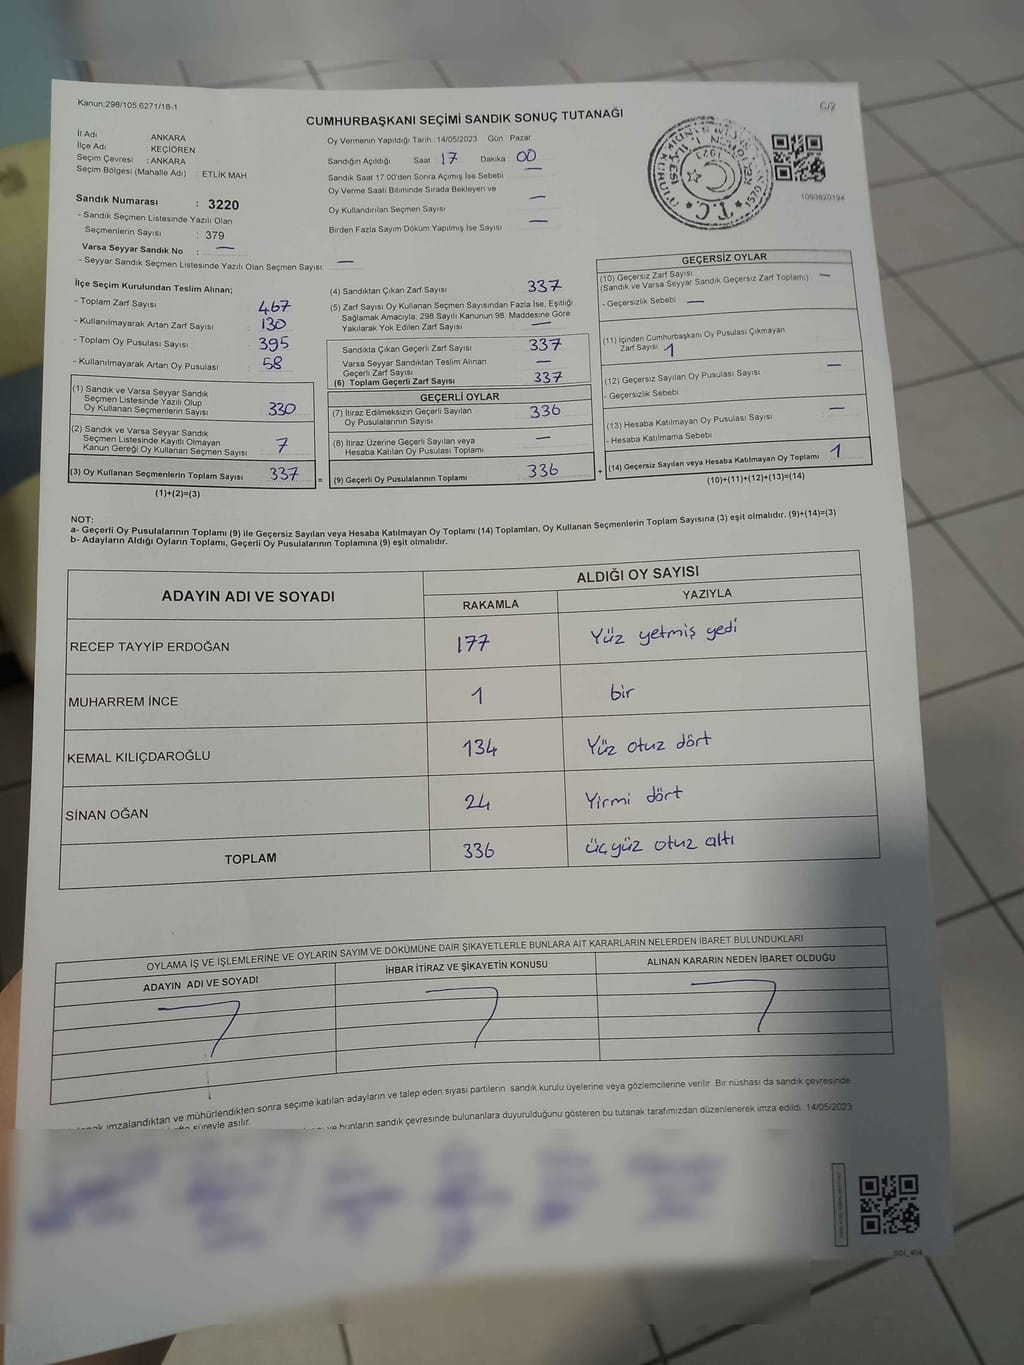 Kanun;298/105,6271/18-1
C/2
CUMHURBAŞKANI SEÇİMİ SANDIK SONUÇ TUTANAĞI
İl Adı : ANKARA
İlçe Adı : KEÇİÖREN
Seçim Çevresi : ANKARA
Seçim Bölgesi (Mahalle Adı) : ETLİK MAH
Sandık Numarası : 3220
- Sandık Seçmen Listesinde Yazılı Olan
Seçmenlerin Sayısı : 379
Varsa Seyyar Sandık No : —
- Seyyar Sandık Seçmen Listesinde Yazılı Olan Seçmen Sayısı: —
Oy Vermenin Yapıldığı Tarih :14/05/2023 Gün Pazar
Sandığın Açıldığı Saat 17 Dakika 00
Sandık Saat 17.00'den Sonra Açımış İse Sebebi —
Oy Verme Saati Bitiminde Sırada Bekleyen ve
Oy Kullandırılan Seçmen Sayısı —
Birden Fazla Sayım Döküm Yapılmış İse Sayısı —
T.C.
1923
1093620194
İlçe Seçim Kurulundan Teslim Alınan;
- Toplam Zarf Sayısı 467
- Kullanılmayarak Artan Zarf Sayısı 130
- Toplam Oy Pusulası Sayısı 395
- Kullanılmayarak Artan Oy Pusulası 58
(1) Sandık ve Varsa Seyyar Sandık
Seçmen Listesinde Yazılı Olup
Oy Kullanan Seçmenlerin Sayısı 330
(2) Sandık ve Varsa Seyyar Sandık
Seçmen Listesinde Kayıtlı Olmayan
Kanun Gereği Oy Kullanan Seçmen Sayısı 7
(3) Oy Kullanan Seçmenlerin Toplam Sayısı 337
(1)+(2)=(3)
=
(4) Sandıktan Çıkan Zarf Sayısı 337
(5) Zarf Sayısı Oy Kullanan Seçmen Sayısından Fazla İse, Eşitliği
Sağlamak Amacıyla; 298 Sayılı Kanunun 98. Maddesine Göre
Yakılarak Yok Edilen Zarf Sayısı —
Sandıkta Çıkan Geçerli Zarf Sayısı 337
Varsa Seyyar Sandıktan Teslim Alınan
Geçerli Zarf Sayısı —
(6) Toplam Geçerli Zarf Sayısı 337
GEÇERLİ OYLAR
(7) İtiraz Edilmeksizin Geçerli Sayılan
Oy Pusulasının Sayısı 336
(8) İtiraz Üzerine Geçerli Sayılan veya
Hesaba Katılan Oy Pusulası Toplamı —
(9) Geçerli Oy Pusulalarının Toplamı 336
+
GEÇERSİZ OYLAR
(10) Geçersiz Zarf Sayısı —
(Sandık ve Varsa Seyyar Sandık Geçersiz Zarf Toplamı)
- Geçersizlik Sebebi —
(11) İçinden Cumhurbaşkanı Oy Pusulası Çıkmayan
Zarf Sayısı 1
(12) Geçersiz Sayılan Oy Pusulası Sayısı —
- Geçersizlik Sebebi
(13) Hesaba Katılmayan Oy Pusulası Sayısı —
- Hesaba Katılmama Sebebi
(14) Geçersiz Sayılan veya Hesaba Katılmayan Oy Toplamı 1
(10)+(11)+(12)+(13)=(14)
NOT:
a- Geçerli Oy Pusulalarının Toplamı (9) ile Geçersiz Sayılan veya Hesaba Katılmayan Oy Toplamı (14) Toplamları, Oy Kullanan Seçmenlerin Toplam Sayısına (3) eşit olmalıdır. (9)+(14)=(3)
b- Adayların Aldığı Oyların Toplamı, Geçerli Oy Pusulalarının Toplamına (9) eşit olmalıdır.
ADAYIN ADI VE SOYADI
ALDIĞI OY SAYISI
RAKAMLA YAZIYLA
RECEP TAYYİP ERDOĞAN 177 Yüz yetmiş yedi
MUHARREM İNCE 1 bir
KEMAL KILIÇDAROĞLU 134 Yüz otuz dört
SİNAN OĞAN 24 Yirmi dört
TOPLAM 336 üçyüz otuz altı
OYLAMA İŞ VE İŞLEMLERİNE VE OYLARIN SAYIM VE DÖKÜMÜNE DAİR ŞİKAYETLERLE BUNLARA AİT KARARLARIN NELERDEN İBARET BULUNDUKLARI
ADAYIN ADI VE SOYADI İHBAR İTİRAZ VE ŞİKAYETİN KONUSU ALINAN KARARIN NEDEN İBARET OLDUĞU
imzalandıktan ve mühürlendikten sonra seçime katılan adayların ve talep eden siyasi partilerin sandık kurulu üyelerine veya gözlemcilerine verilir. Bir nüshası da sandık çevresinde
süreyle asılır.
ve bunların sandık çevresinde bulunanlara duyurulduğunu gösteren bu tutanak tarafımızdan düzenlenerek imza edildi. 14/05/2023